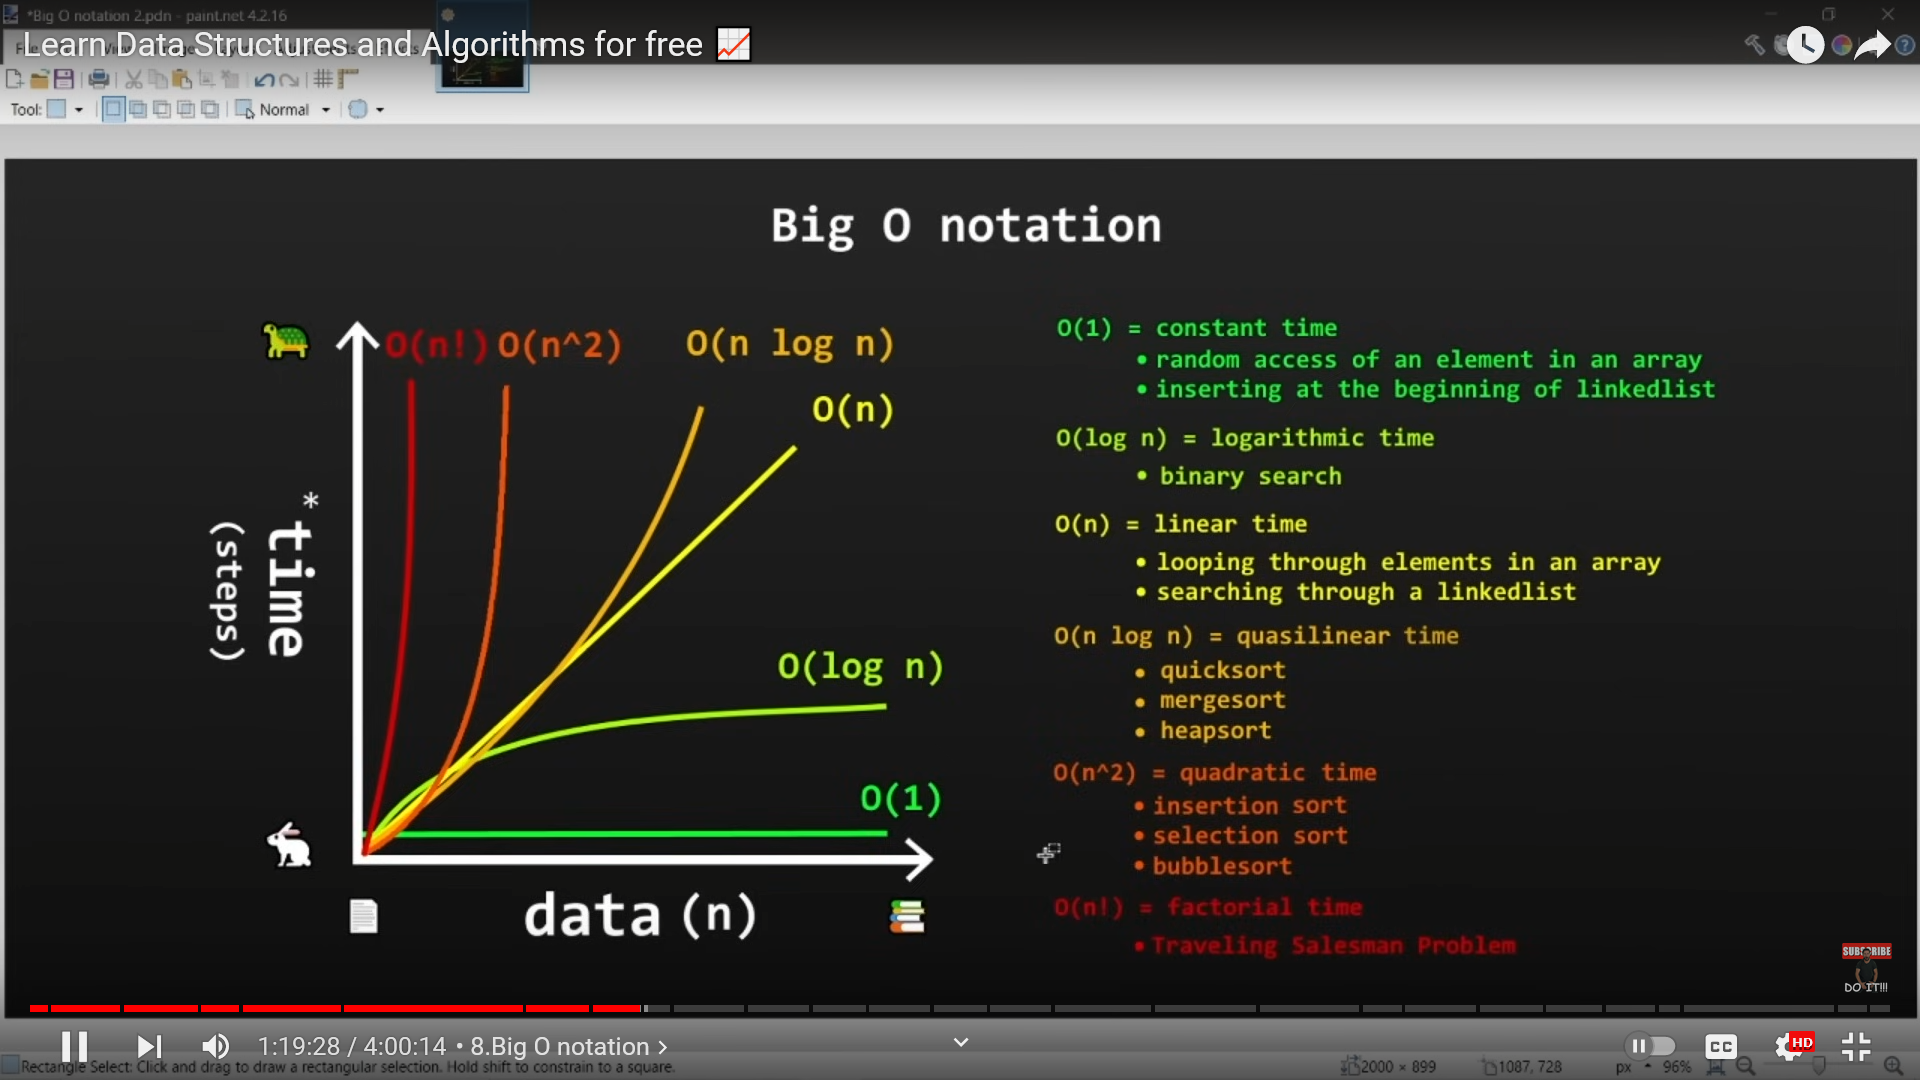 *Big O notation 2.pdn - paint.net 4.2.16
Learn Data Structures and Algorithms for free
Tool:
Normal
Big O notation
O(n!)
O(n^2)
O(n log n)
O(n)
O(log n)
O(1)
*
time
(steps)
data (n)
O(1) = constant time
• random access of an element in an array
• inserting at the beginning of linkedlist
O(log n) = logarithmic time
• binary search
O(n) = linear time
• looping through elements in an array
• searching through a linkedlist
O(n log n) = quasilinear time
• quicksort
• mergesort
• heapsort
O(n^2) = quadratic time
• insertion sort
• selection sort
• bubblesort
O(n!) = factorial time
• Traveling Salesman Problem
SUBSCRIBE
DO IT!!!
1:19:28 / 4:00:14 • 8.Big O notation >
CC
HD
Rectangle Select: Click and drag to draw a rectangular selection. Hold shift to constrain to a square.
2000 × 899
1087, 728
px
96%